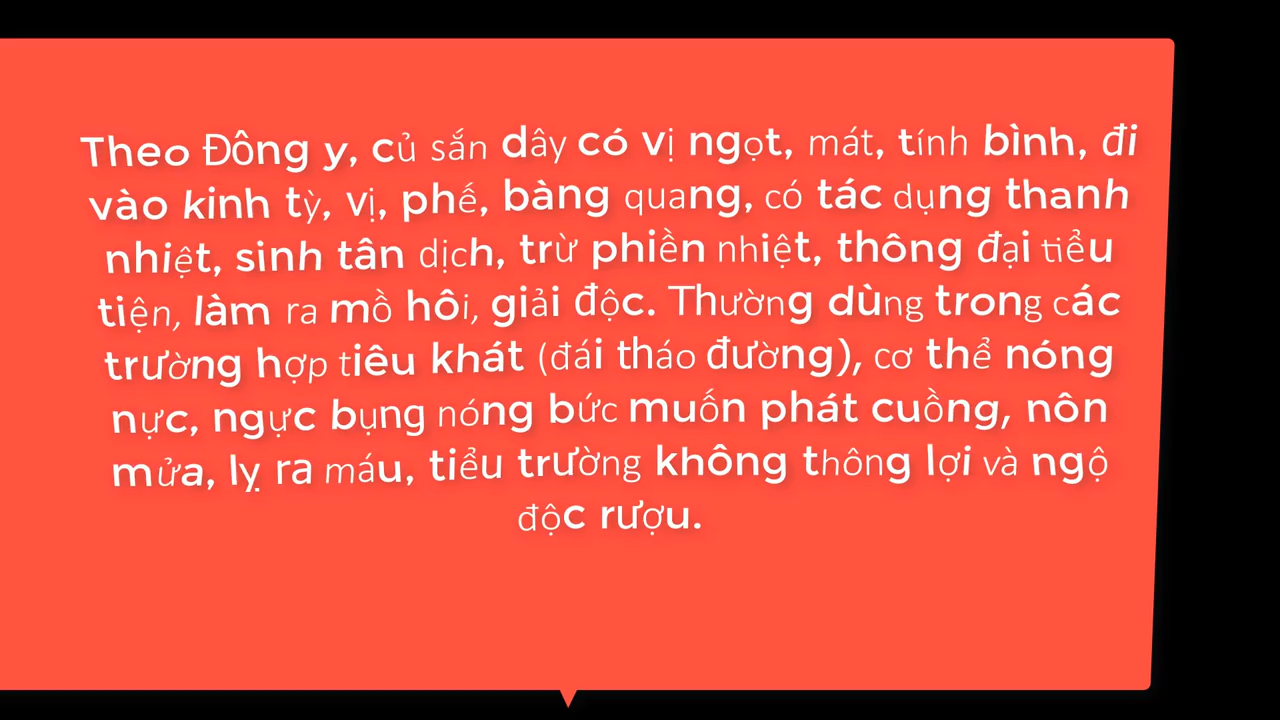 Theo Đông y, củ sắn dây có vị ngọt, mát, tính bình, đi
vào kinh tỳ, vị, phế, bàng quang, có tác dụng thanh
nhiệt, sinh tân dịch, trừ phiền nhiệt, thông đại tiểu
tiện, làm ra mồ hôi, giải độc. Thường dùng trong các
trường hợp tiêu khát (đái tháo đường), cơ thể nóng
nực, ngực bụng nóng bức muốn phát cuồng, nôn
mửa, lỵ ra máu, tiểu trường không thông lợi và ngộ
độc rượu.